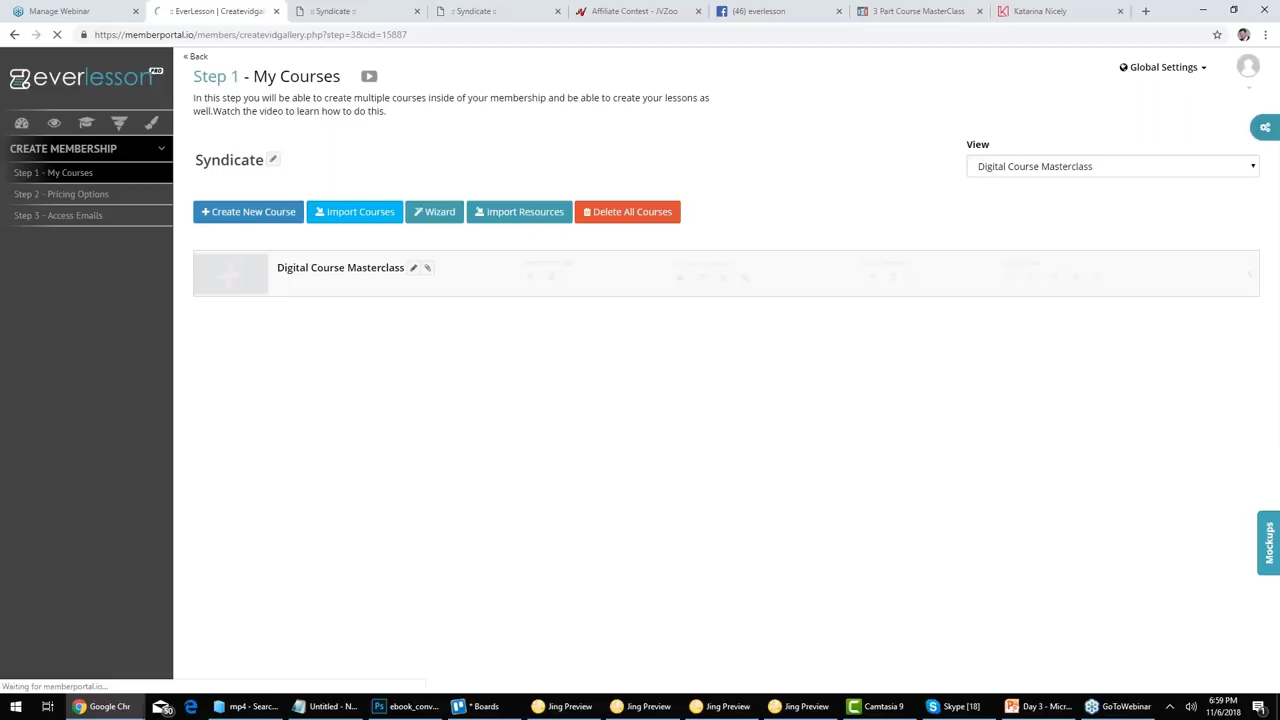 Manage Webinar
:: EverLesson | Createvidgal
:: Syndicate ::
:: Syndicate ::
Affiliate Contest - JVZoo
(46) everlesson
3 Part Course MasterClass
Katarina Nicely
https://memberportal.io/members/createvidgallery.php?step=3&cid=15887
everlesson PRO
« Back
Step 1 - My Courses
Global Settings
In this step you will be able to create multiple courses inside of your membership and be able to create your lessons as
well.Watch the video to learn how to do this.
CREATE MEMBERSHIP
Step 1 - My Courses
Step 2 - Pricing Options
Step 3 - Access Emails
Syndicate
View
Digital Course Masterclass
Create New Course
Import Courses
Wizard
Import Resources
Delete All Courses
Digital Course Masterclass
Mockups
Waiting for memberportal.io...
Google Chr
30
mp4 - Searc...
Untitled - N...
ebook_conv...
* Boards
Jing Preview
Jing Preview
Jing Preview
Jing Preview
Camtasia 9
Skype [18]
Day 3 - Micr...
GoToWebinar
6:59 PM
11/6/2018